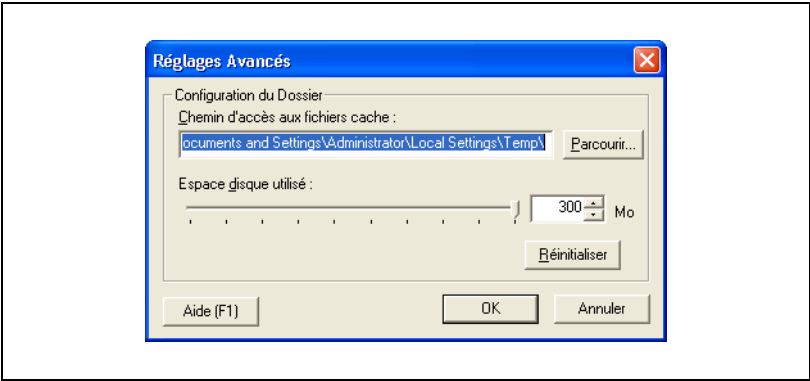 Réglages Avancés
Configuration du Dossier
Chemin d'accès aux fichiers cache :
ocuments and Settings\Administrator\Local Settings\Temp\
Parcourir...
Espace disque utilisé :
300 Mo
Réinitialiser
Aide (F1) OK Annuler